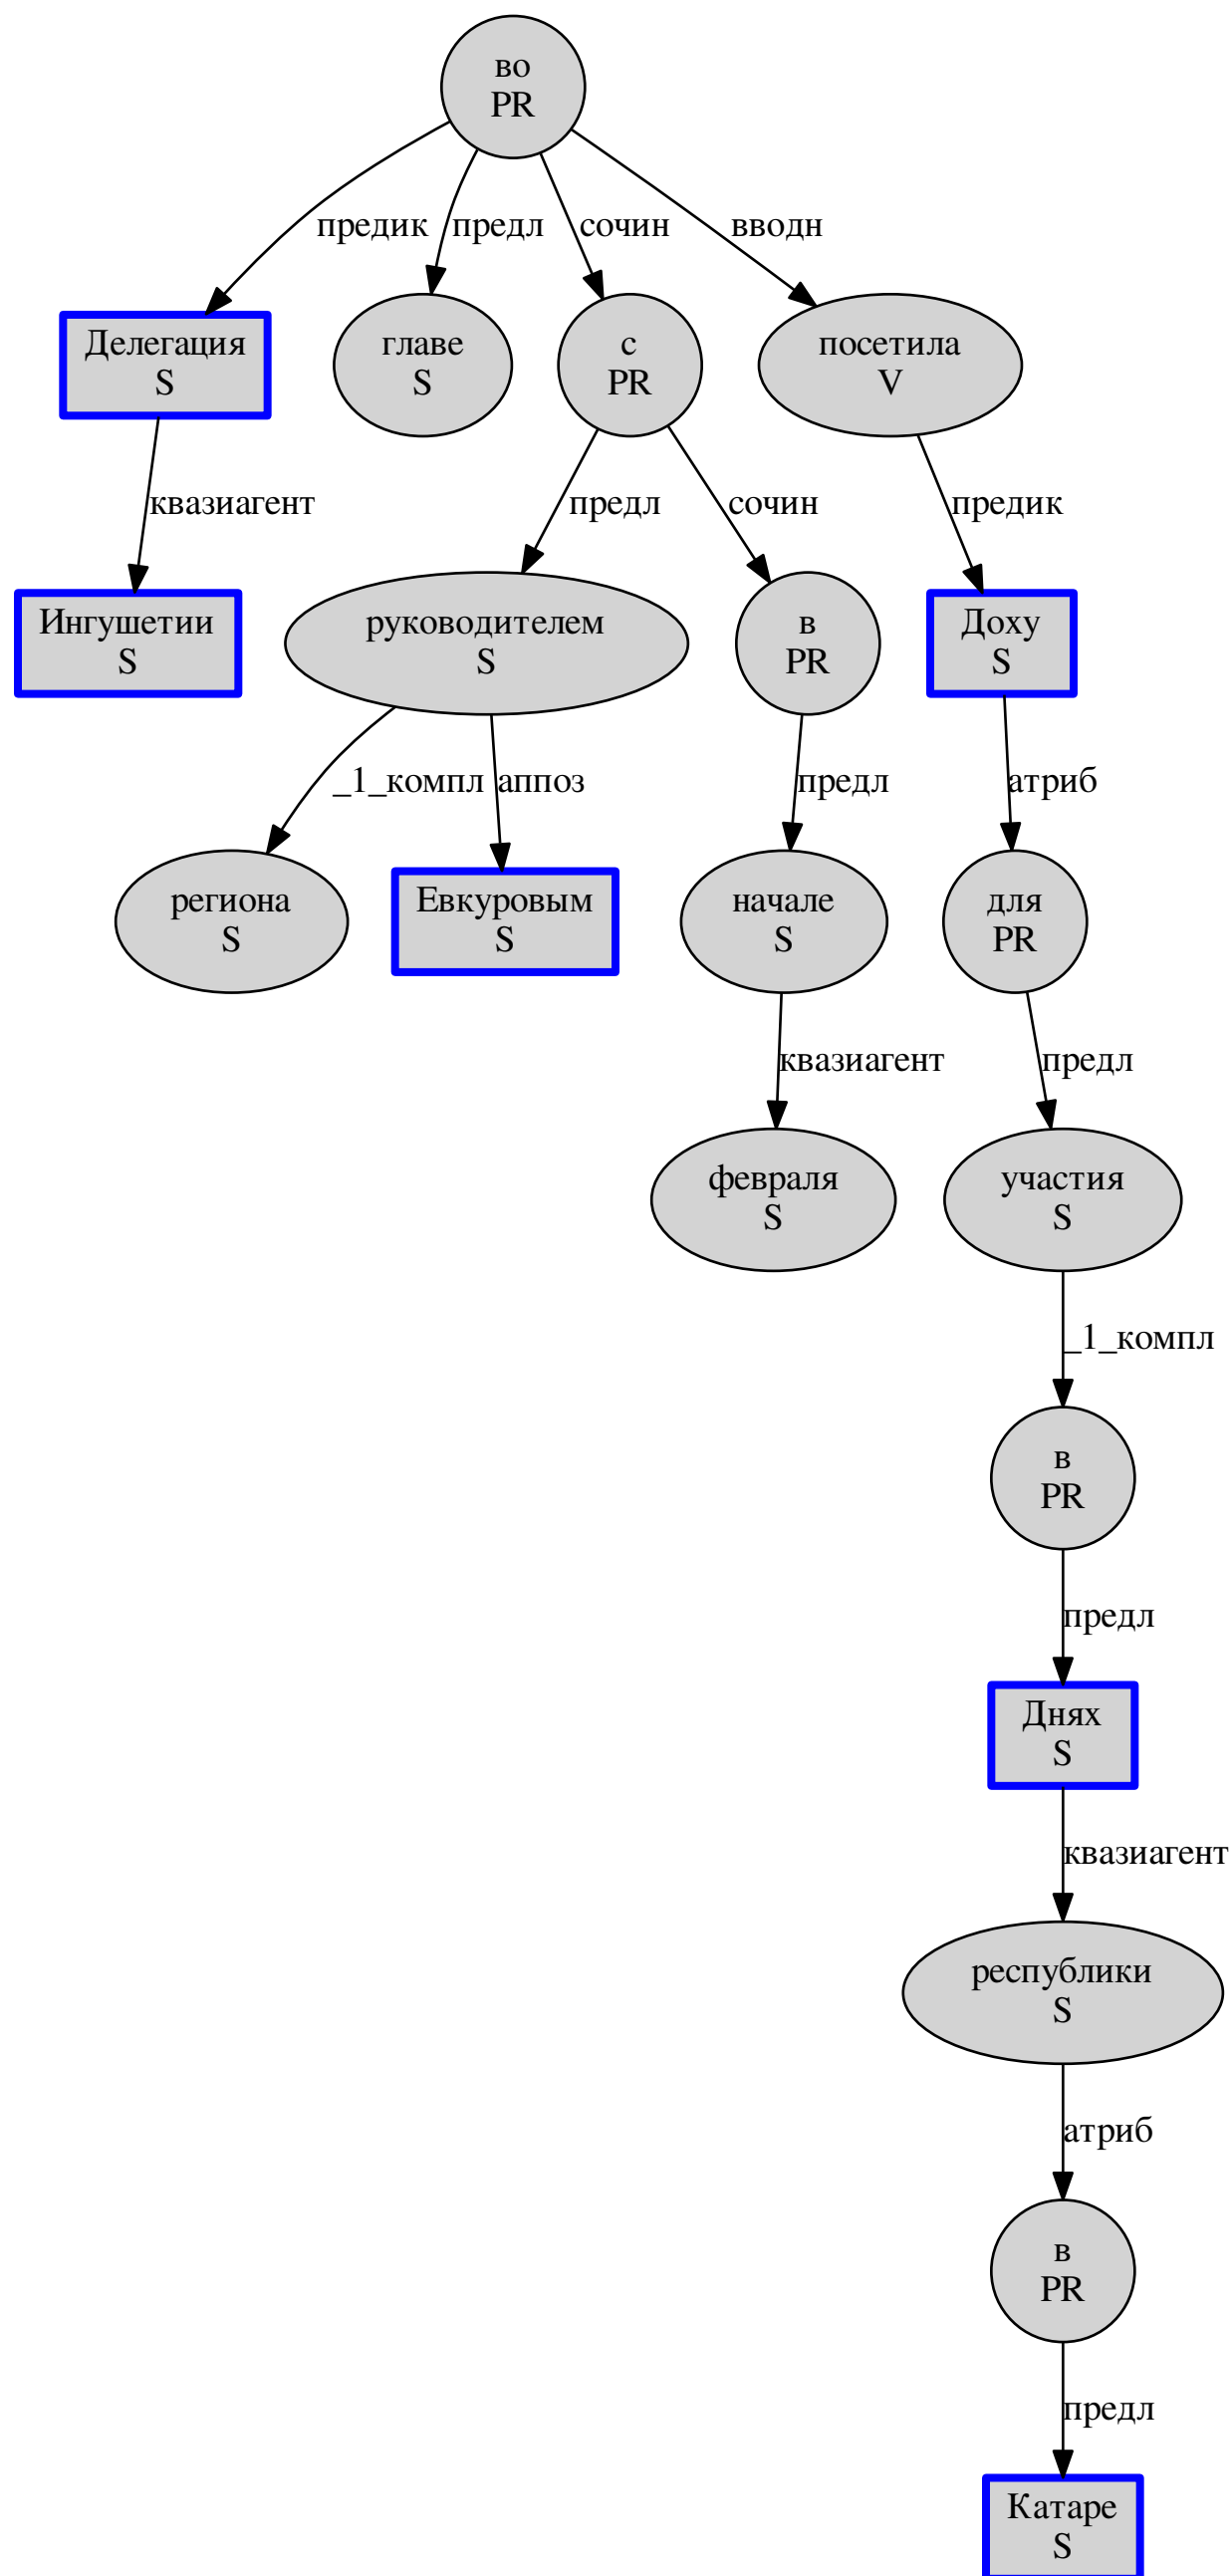 во
PR
предик
предл
сочин
вводн
Делегация
S
главе
S
с
PR
посетила
V
квазиагент
предл
сочин
предик
Ингушетии
S
руководителем
S
в
PR
Доху
S
_1_компл
аппоз
предл
атриб
региона
S
Евкуровым
S
начале
S
для
PR
квазиагент
предл
февраля
S
участия
S
_1_компл
в
PR
предл
Днях
S
квазиагент
республики
S
атриб
в
PR
предл
Катаре
S